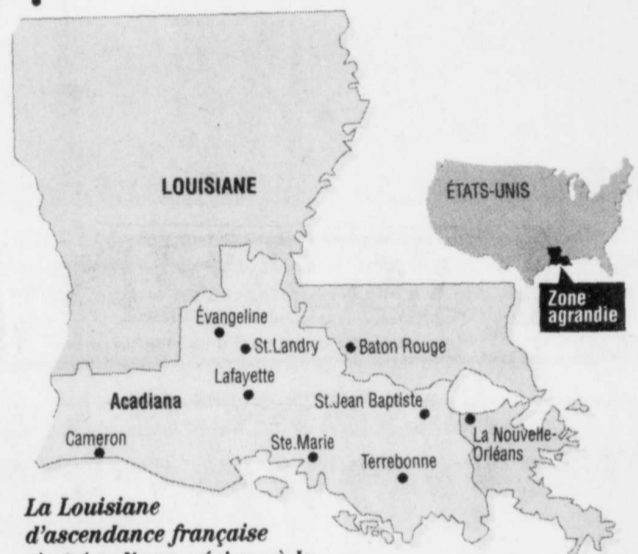 LOUISIANE
ÉTATS-UNIS
Zone
agrandie
Évangeline
St.Landry
Baton Rouge
Lafayette
Acadiana
St.Jean Baptiste
Cameron
Ste.Marie
La Nouvelle-
Orléans
Terrebonne
La Louisiane
d'ascendance française